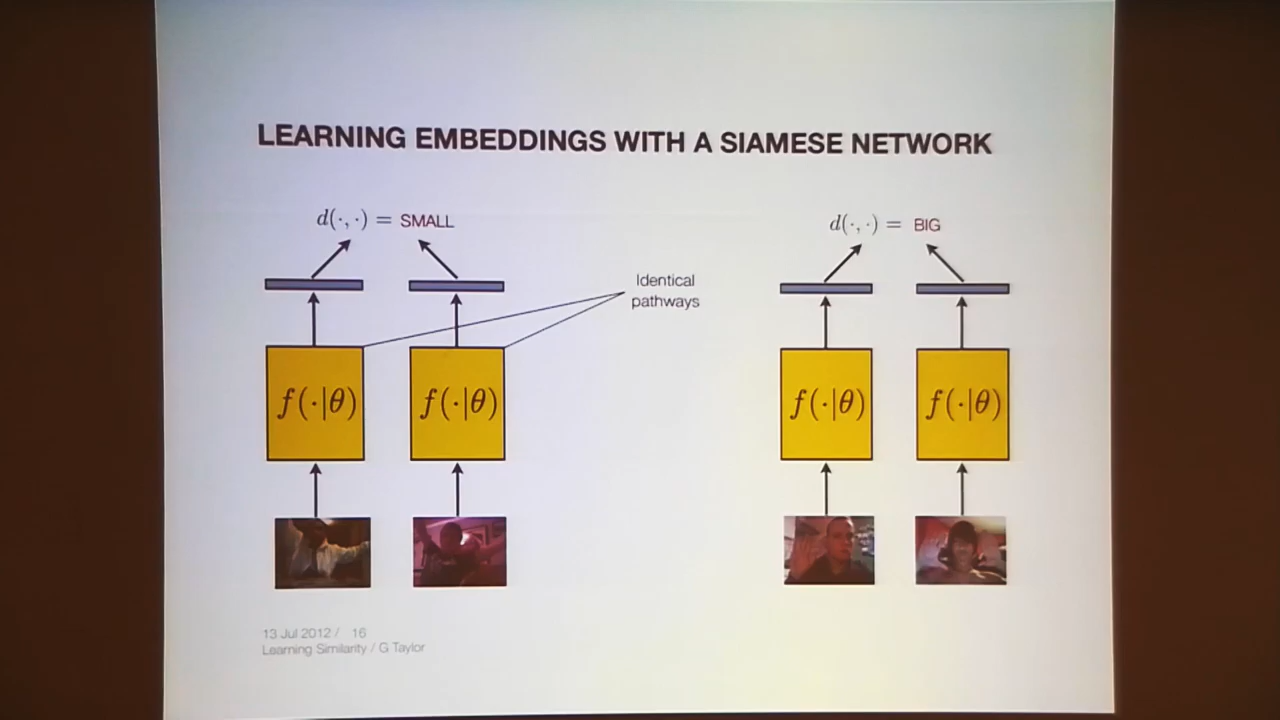 LEARNING EMBEDDINGS WITH A SIAMESE NETWORK
d(·, ·) = SMALL
d(·, ·) = BIG
Identical
pathways
f(·|θ)
f(·|θ)
f(·|θ)
f(·|θ)
13 Jul 2012 / 16
Learning Similarity / G Taylor